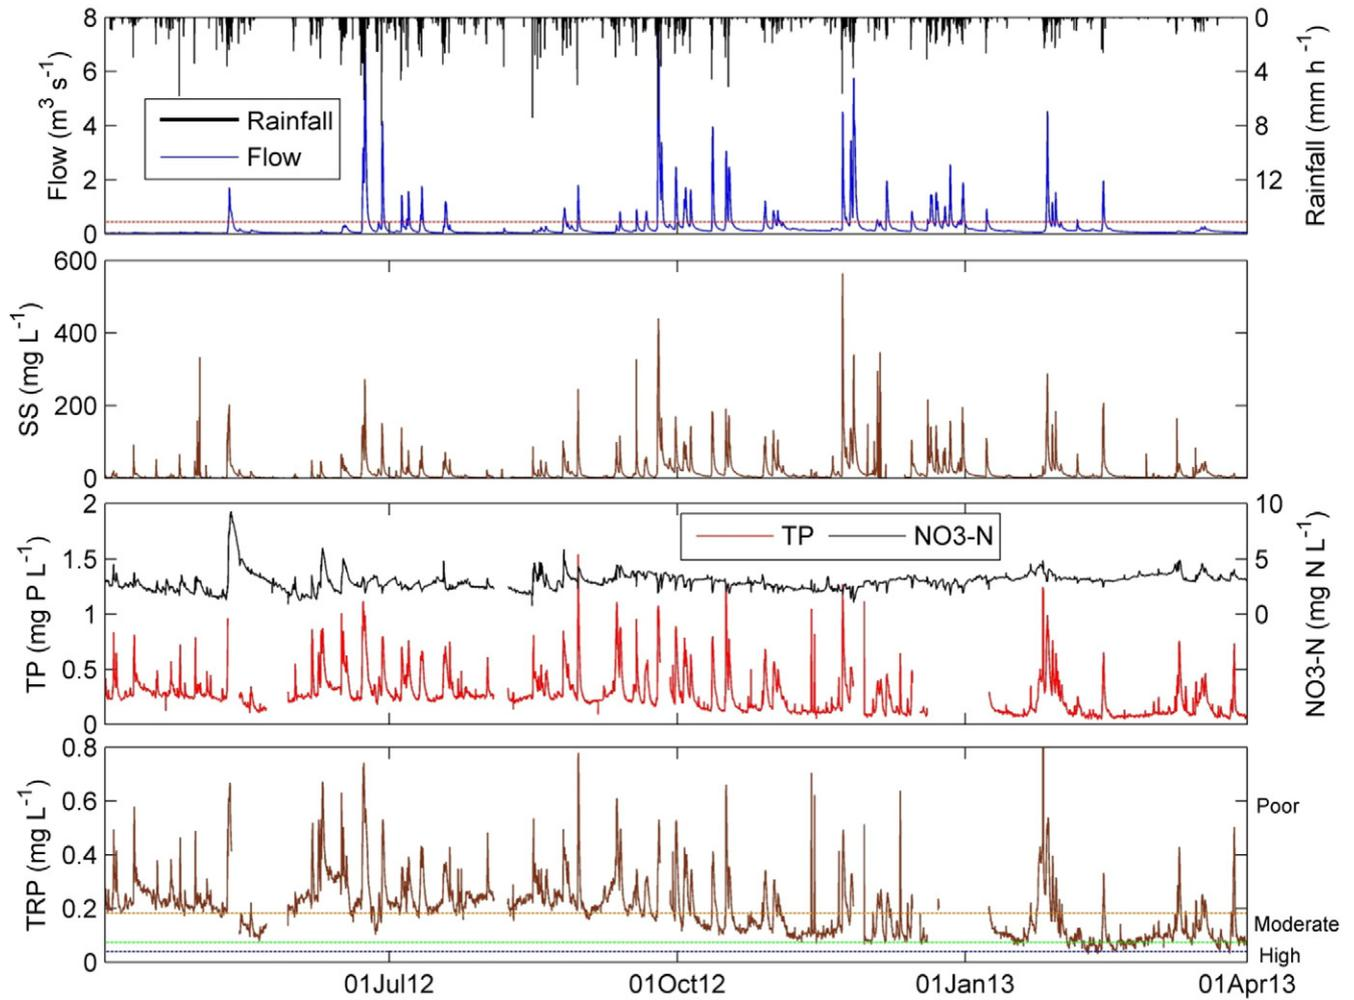 8
6
4
2
0
Flow (m³ s⁻¹)
Rainfall
Flow
0
4
8
12
Rainfall (mm h⁻¹)
600
400
200
0
SS (mg L⁻¹)
2
1.5
1
0.5
0
TP (mg P L⁻¹)
TP
NO3-N
10
5
0
NO3-N (mg N L⁻¹)
0.8
0.6
0.4
0.2
0
TRP (mg L⁻¹)
Poor
Moderate
High
01Jul12
01Oct12
01Jan13
01Apr13